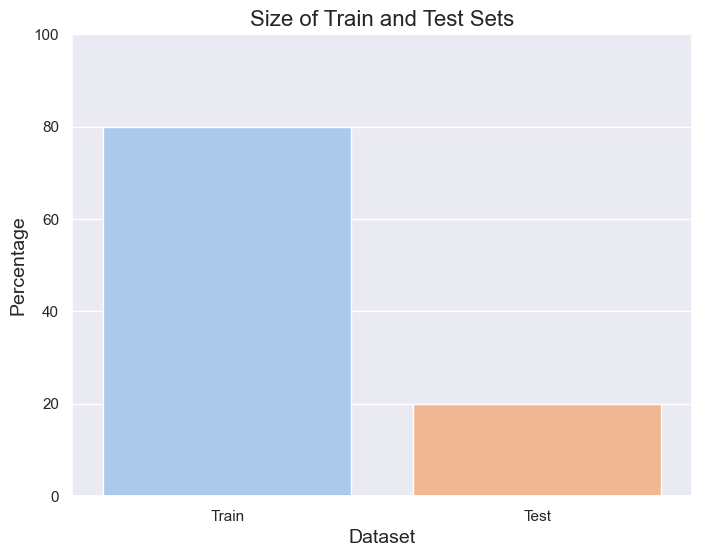 Size of Train and Test Sets
100
80
60
40
20
0
Percentage
Train
Test
Dataset